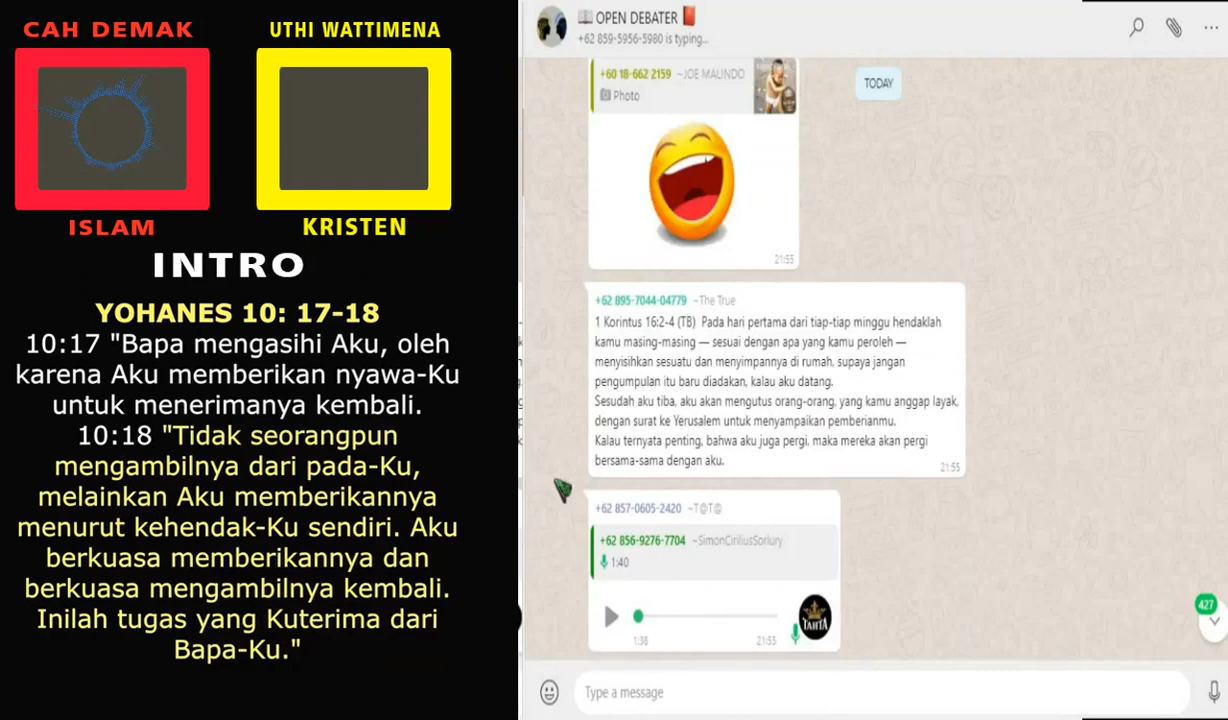 CAH DEMAK
UTHI WATTIMENA
ISLAM
KRISTEN
INTRO
YOHANES 10: 17-18
10:17 "Bapa mengasihi Aku, oleh
karena Aku memberikan nyawa-Ku
untuk menerimanya kembali.
10:18 "Tidak seorangpun
mengambilnya dari pada-Ku,
melainkan Aku memberikannya
menurut kehendak-Ku sendiri. Aku
berkuasa memberikannya dan
berkuasa mengambilnya kembali.
Inilah tugas yang Kuterima dari
Bapa-Ku."
OPEN DEBATER
+62 859-5956-5980 is typing...
TODAY
+60 18-662 2159 ~JOE MALINDO
Photo
21:55
+62 895-7044-04779 ~The True
1 Korintus 16:2-4 (TB) Pada hari pertama dari tiap-tiap minggu hendaklah
kamu masing-masing — sesuai dengan apa yang kamu peroleh —
menyisihkan sesuatu dan menyimpannya di rumah, supaya jangan
pengumpulan itu baru diadakan, kalau aku datang.
Sesudah aku tiba, aku akan mengutus orang-orang, yang kamu anggap layak,
dengan surat ke Yerusalem untuk menyampaikan pemberianmu.
Kalau ternyata penting, bahwa aku juga pergi, maka mereka akan pergi
bersama-sama dengan aku.
21:55
+62 857-0605-2420 ~T@T@
+62 856-9276-7704 ~SimonCiriliusSorlury
1:40
1:38
21:55
TAHTA
427
Type a message